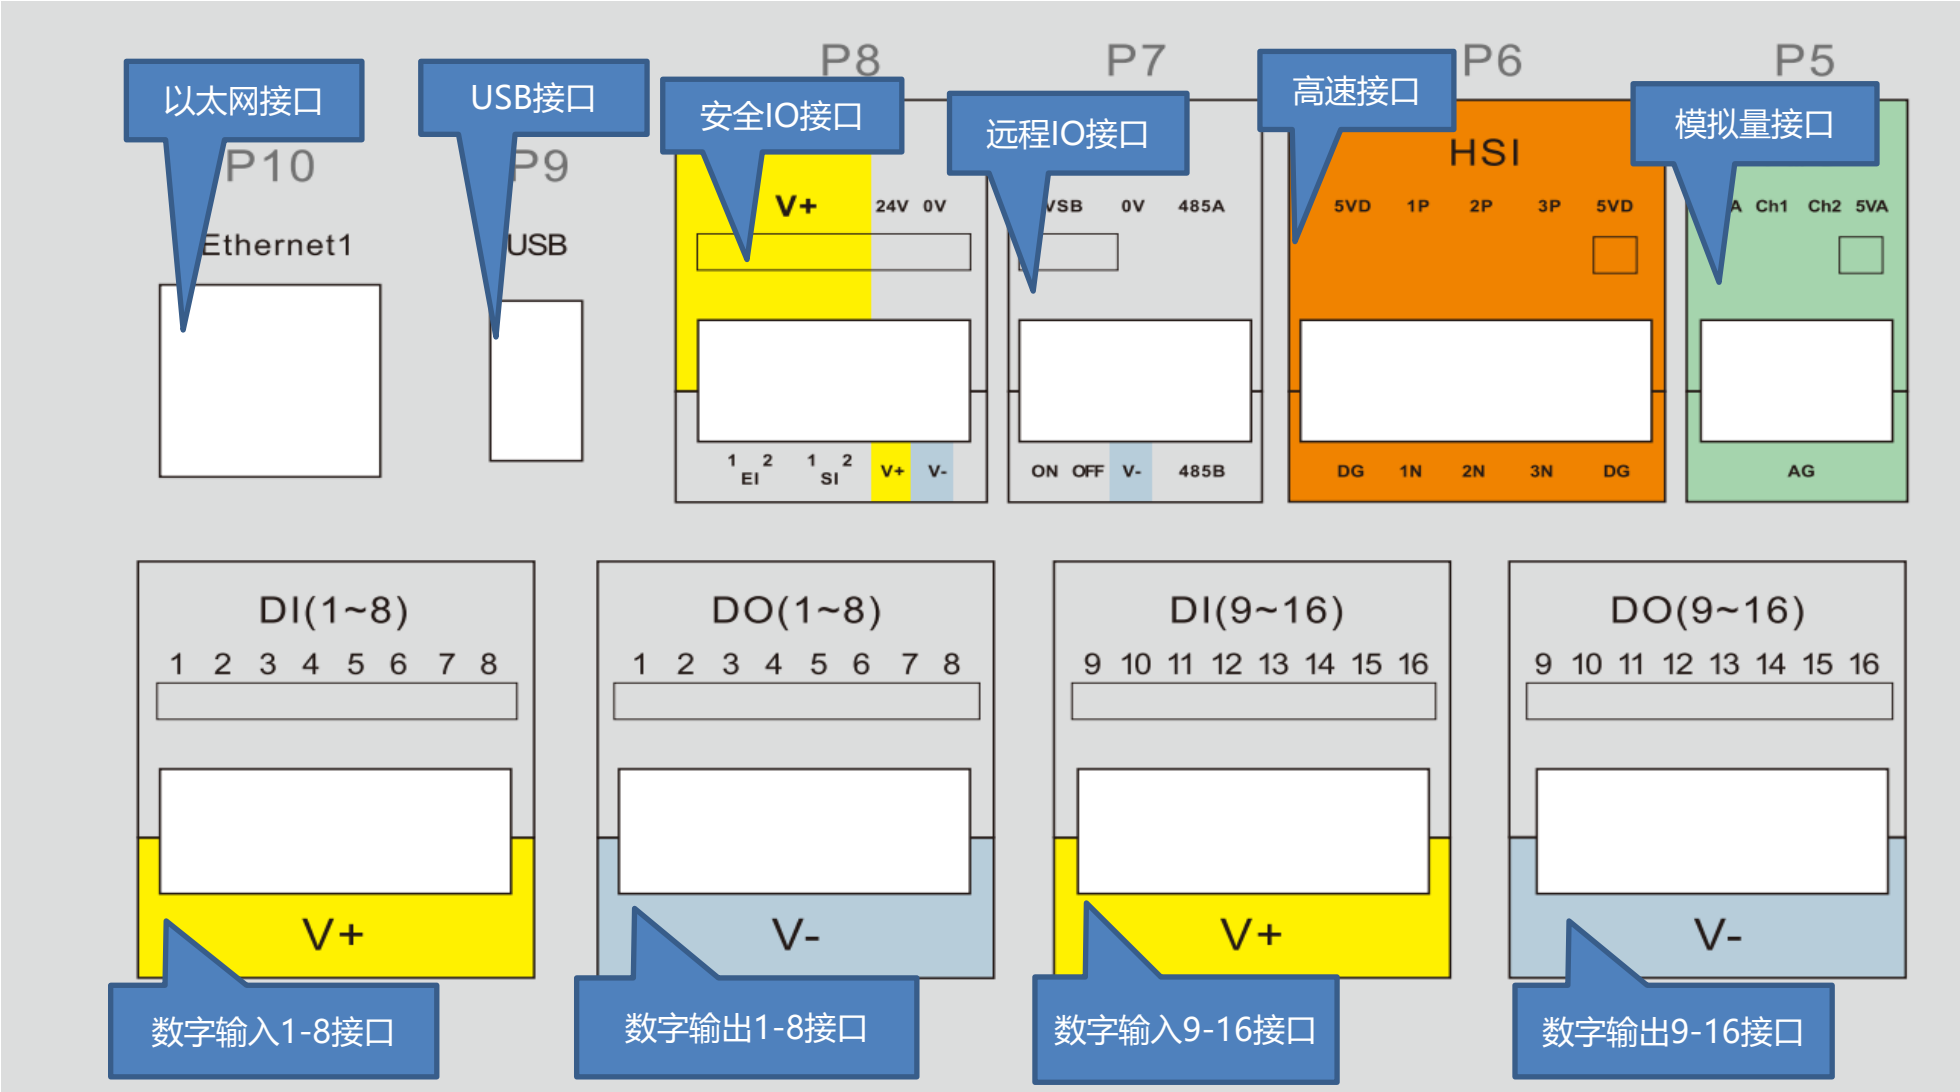 P8 P7 P6 P5
以太网接口
USB接口
安全IO接口
远程IO接口
高速接口
模拟量接口
P10
P9
Ethernet1
USB
V+ 24V 0V
VSB 0V 485A
HSI
5VD 1P 2P 3P 5VD
A Ch1 Ch2 5VA
1 2 1 2
EI SI V+ V-
ON OFF V- 485B
DG 1N 2N 3N DG
AG
DI(1~8)
1 2 3 4 5 6 7 8
V+
数字输入1-8接口
DO(1~8)
1 2 3 4 5 6 7 8
V-
数字输出1-8接口
DI(9~16)
9 10 11 12 13 14 15 16
V+
数字输入9-16接口
DO(9~16)
9 10 11 12 13 14 15 16
V-
数字输出9-16接口